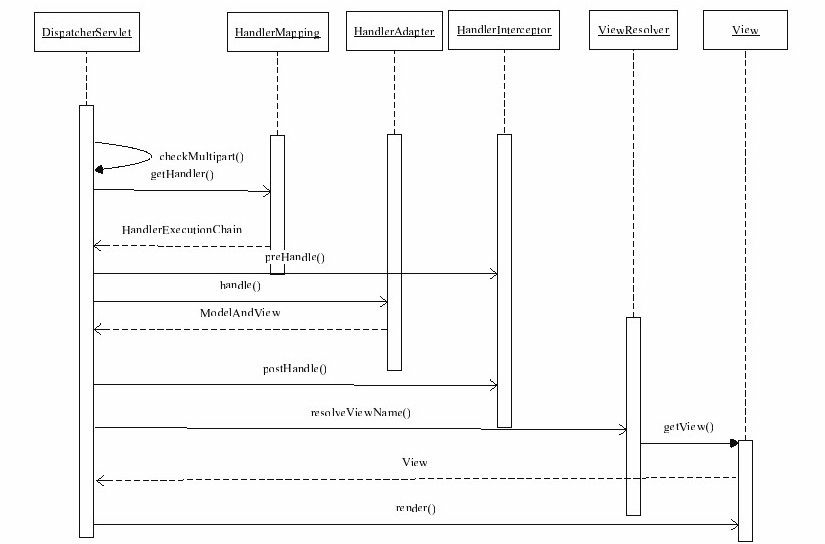 DispatcherServlet
HandlerMapping
HandlerAdapter
HandlerInterceptor
ViewResolver
View
checkMultipart()
getHandler()
HandlerExecutionChain
preHandle()
handle()
ModelAndView
postHandle()
resolveViewName()
getView()
View
render()